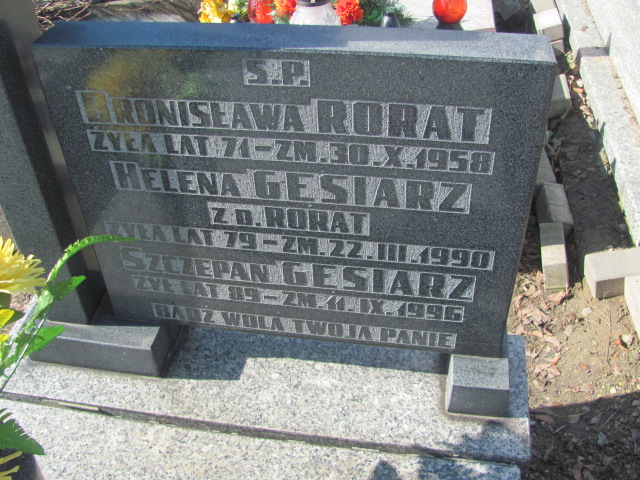 Ś.P.
BRONISŁAWA RORAT
ŻYŁA LAT 71-ZM.30.X.1958
HELENA GĘSIARZ
Z D. RORAT
ŻYŁA LAT 79-ZM.22.III.1990
SZCZEPAN GĘSIARZ
ŻYŁ LAT 89-ZM.11.IX.1996
BĄDŹ WOLA TWOJA PANIE